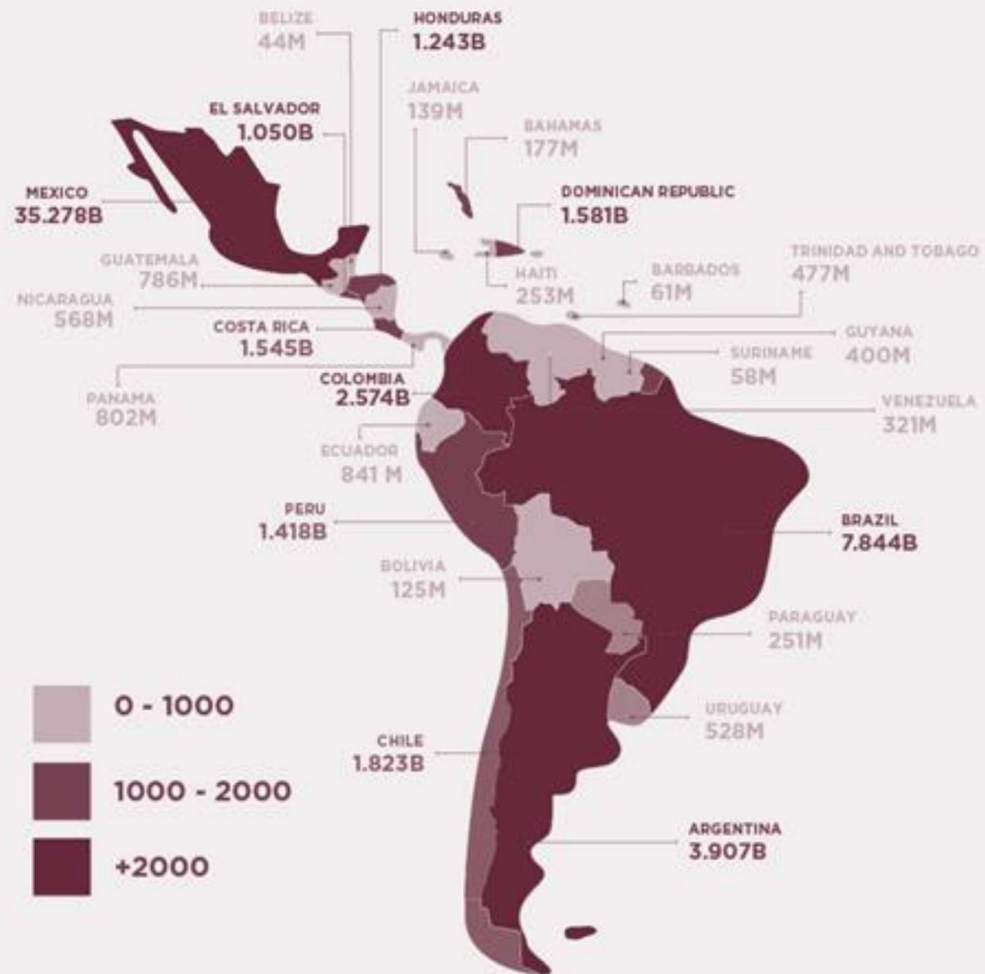 BELIZE
44M
HONDURAS
1.243B
JAMAICA
139M
EL SALVADOR
1.050B
BAHAMAS
177M
MEXICO
35.278B
DOMINICAN REPUBLIC
1.581B
GUATEMALA
786M
HAITI
253M
BARBADOS
61M
TRINIDAD AND TOBAGO
477M
NICARAGUA
568M
COSTA RICA
1.545B
GUYANA
400M
SURINAME
58M
PANAMA
802M
COLOMBIA
2.574B
VENEZUELA
321M
ECUADOR
841 M
PERU
1.418B
BRAZIL
7.844B
BOLIVIA
125M
PARAGUAY
251M
URUGUAY
528M
CHILE
1.823B
ARGENTINA
3.907B
0 - 1000
1000 - 2000
+2000